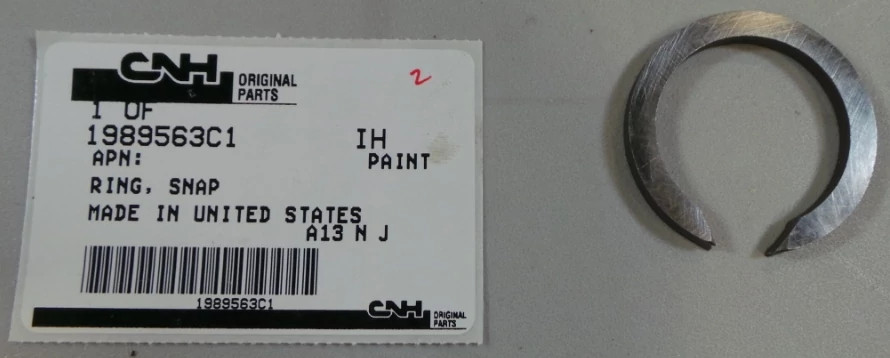 CNH ORIGINAL PARTS
2
1 OF
1989563C1 IH
APN: PAINT
RING, SNAP
MADE IN UNITED STATES
A13 N J
1989563C1
CNH ORIGINAL PARTS